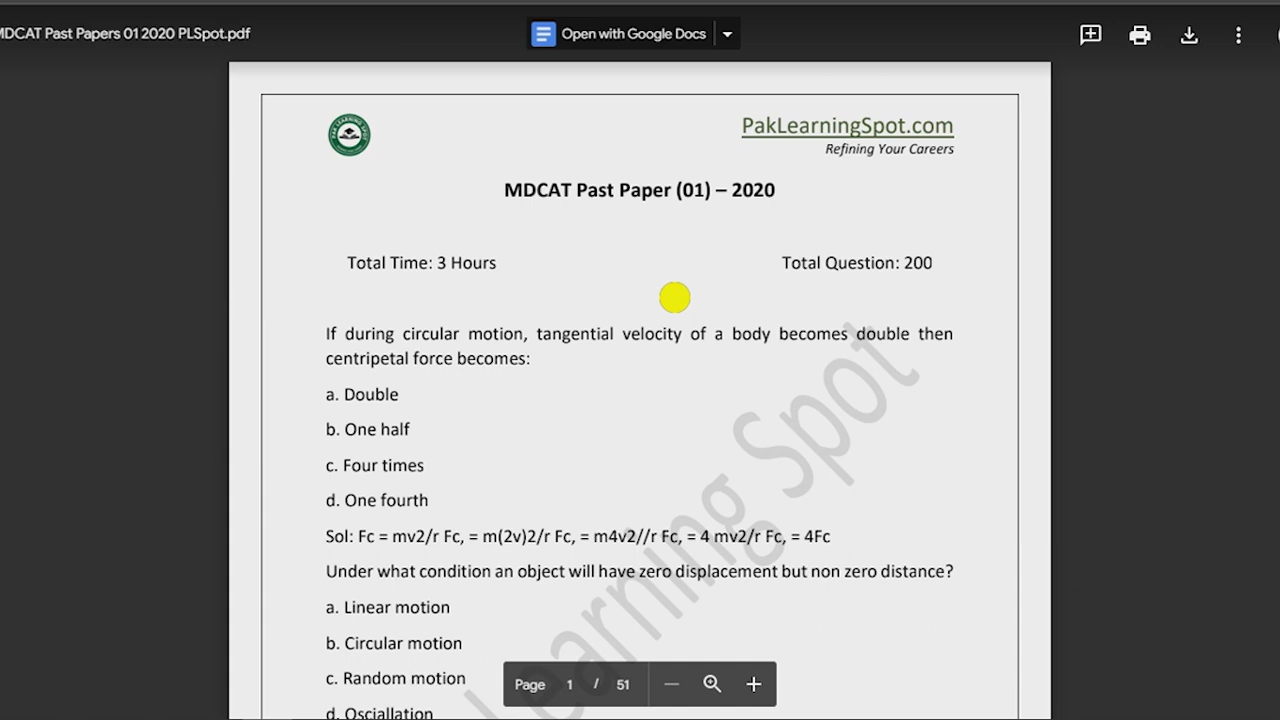 MDCAT Past Papers 01 2020 PLSpot.pdf
Open with Google Docs
PakLearningSpot.com
Refining Your Careers
MDCAT Past Paper (01) – 2020
Total Time: 3 Hours Total Question: 200
If during circular motion, tangential velocity of a body becomes double then
centripetal force becomes:
a. Double
b. One half
c. Four times
d. One fourth
Sol: Fc = mv2/r Fc, = m(2v)2/r Fc, = m4v2//r Fc, = 4 mv2/r Fc, = 4Fc
Under what condition an object will have zero displacement but non zero distance?
a. Linear motion
b. Circular motion
c. Random motion
d. Osciallation
Page 1 / 51
Learning Spot